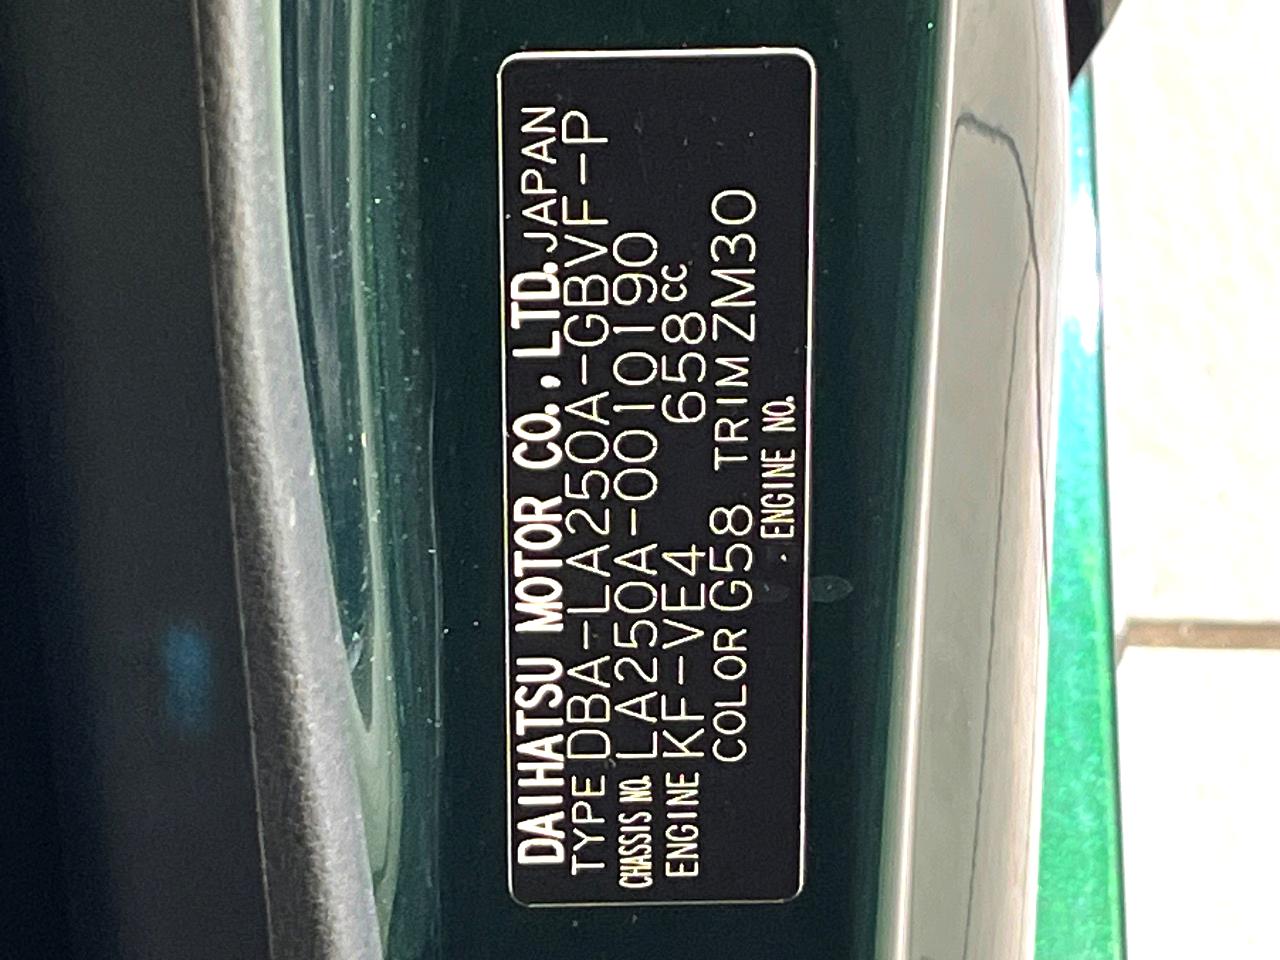 DAIHATSU MOTOR CO., LTD. JAPAN
TYPE DBA-LA250A-GBVF-P
CHASSIS NO. LA250A-0010190
ENGINE KF-VE4 658cc
COLOR G58 TRIM ZM30
ENGINE NO.